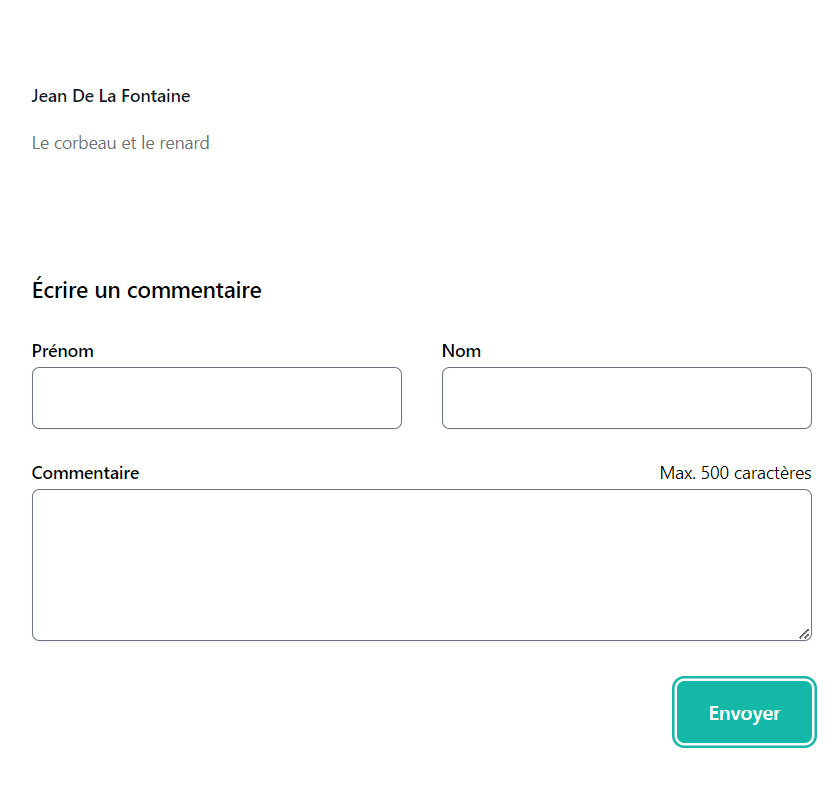 Jean De La Fontaine
Le corbeau et le renard
Écrire un commentaire
Prénom Nom
Commentaire Max. 500 caractères
Envoyer